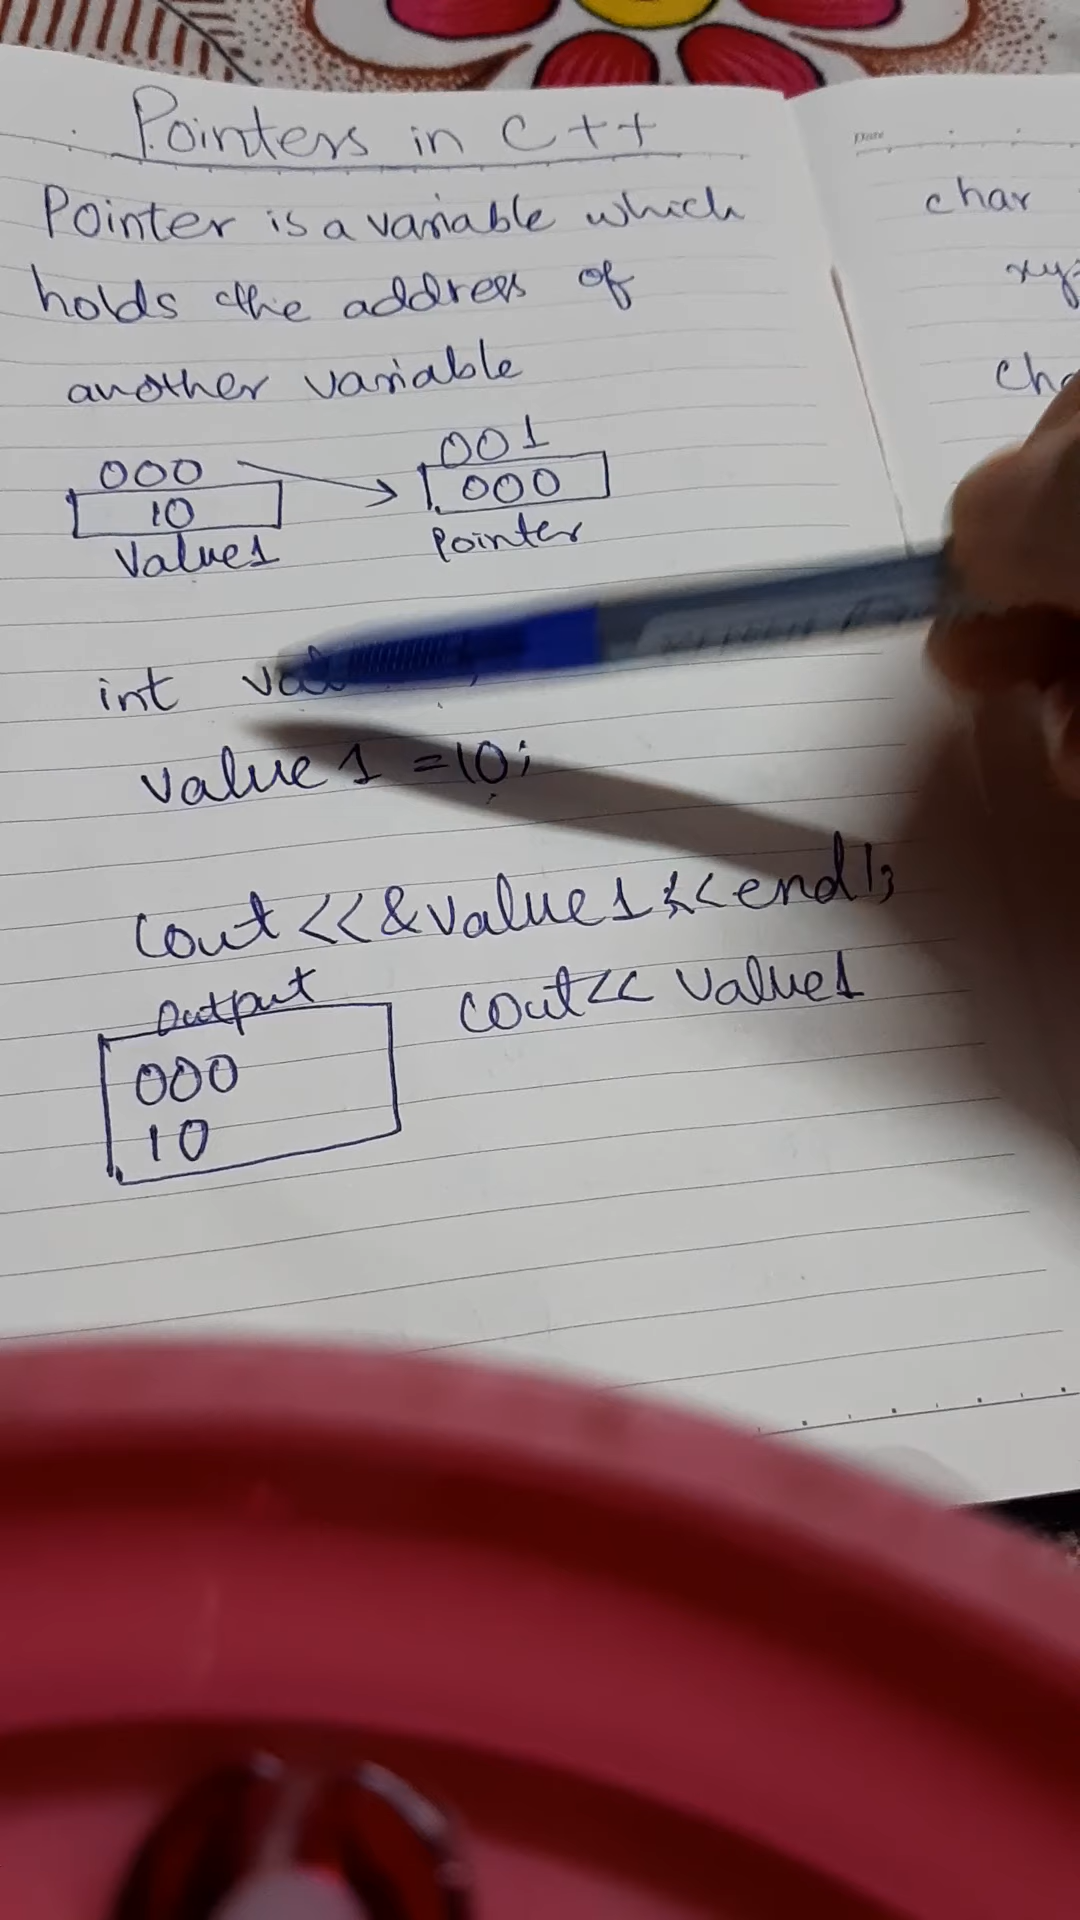 Pointers in C++
Pointer is a variable which
holds the address of
another variable
000
001
10
000
Value1
Pointer
int
value1 =10;
cout<<&value1<<endl;
cout<< value1
Output
000
10
Date
char